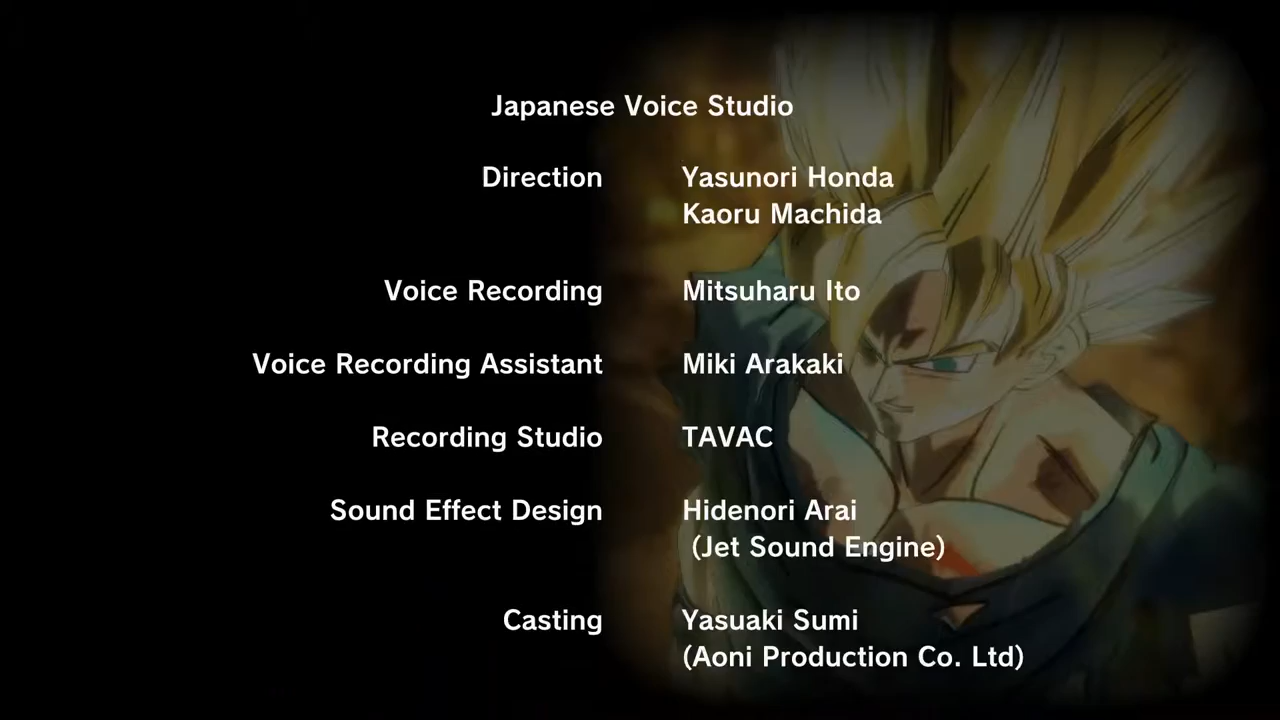 Japanese Voice Studio
Direction Yasunori Honda
Kaoru Machida
Voice Recording Mitsuharu Ito
Voice Recording Assistant Miki Arakaki
Recording Studio TAVAC
Sound Effect Design Hidenori Arai
(Jet Sound Engine)
Casting Yasuaki Sumi
(Aoni Production Co. Ltd)